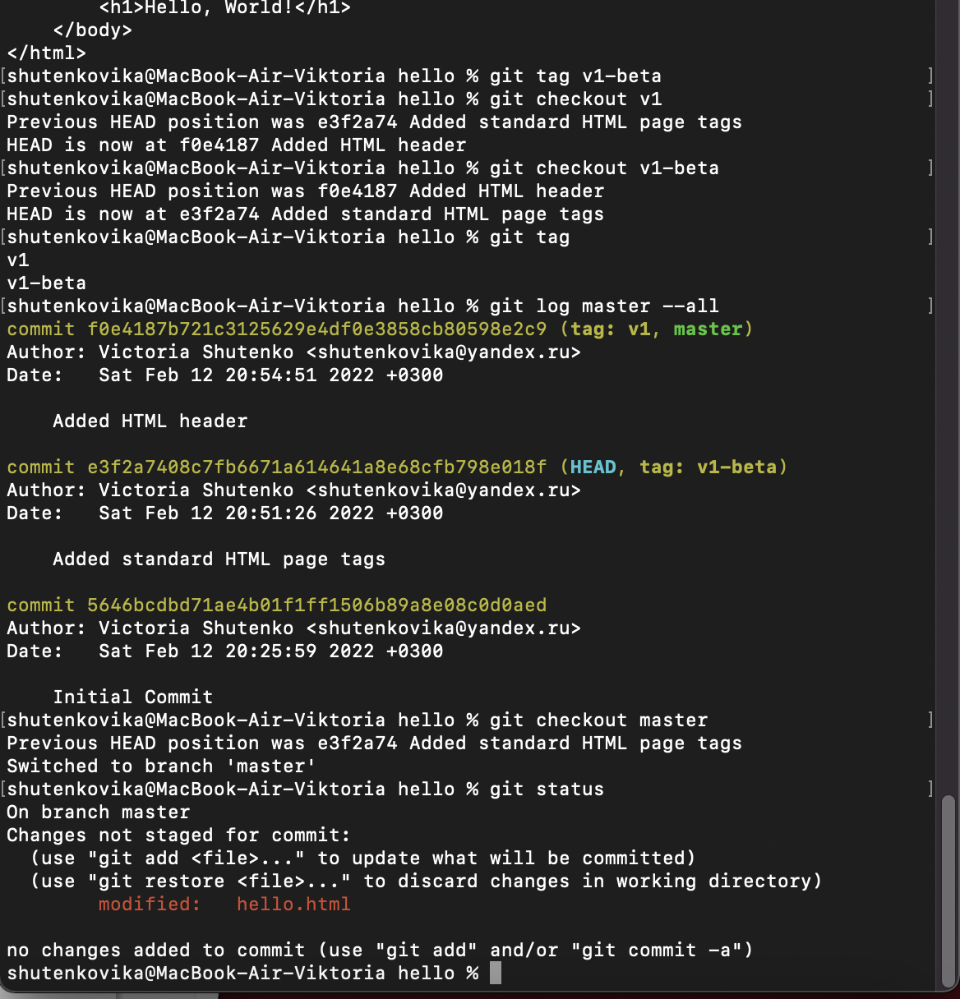 <h1>Hello, World!</h1>
</body>
</html>
[shutenkovika@MacBook-Air-Viktoria hello % git tag v1-beta ]
[shutenkovika@MacBook-Air-Viktoria hello % git checkout v1 ]
Previous HEAD position was e3f2a74 Added standard HTML page tags
HEAD is now at f0e4187 Added HTML header
[shutenkovika@MacBook-Air-Viktoria hello % git checkout v1-beta ]
Previous HEAD position was f0e4187 Added HTML header
HEAD is now at e3f2a74 Added standard HTML page tags
[shutenkovika@MacBook-Air-Viktoria hello % git tag ]
v1
v1-beta
[shutenkovika@MacBook-Air-Viktoria hello % git log master --all ]
commit f0e4187b721c3125629e4df0e3858cb80598e2c9 (tag: v1, master)
Author: Victoria Shutenko <shutenkovika@yandex.ru>
Date:   Sat Feb 12 20:54:51 2022 +0300
Added HTML header
commit e3f2a7408c7fb6671a614641a8e68cfb798e018f (HEAD, tag: v1-beta)
Author: Victoria Shutenko <shutenkovika@yandex.ru>
Date:   Sat Feb 12 20:51:26 2022 +0300
Added standard HTML page tags
commit 5646bcdbd71ae4b01f1ff1506b89a8e08c0d0aed
Author: Victoria Shutenko <shutenkovika@yandex.ru>
Date:   Sat Feb 12 20:25:59 2022 +0300
Initial Commit
[shutenkovika@MacBook-Air-Viktoria hello % git checkout master ]
Previous HEAD position was e3f2a74 Added standard HTML page tags
Switched to branch 'master'
[shutenkovika@MacBook-Air-Viktoria hello % git status ]
On branch master
Changes not staged for commit:
(use "git add <file>..." to update what will be committed)
(use "git restore <file>..." to discard changes in working directory)
modified:   hello.html
no changes added to commit (use "git add" and/or "git commit -a")
shutenkovika@MacBook-Air-Viktoria hello %